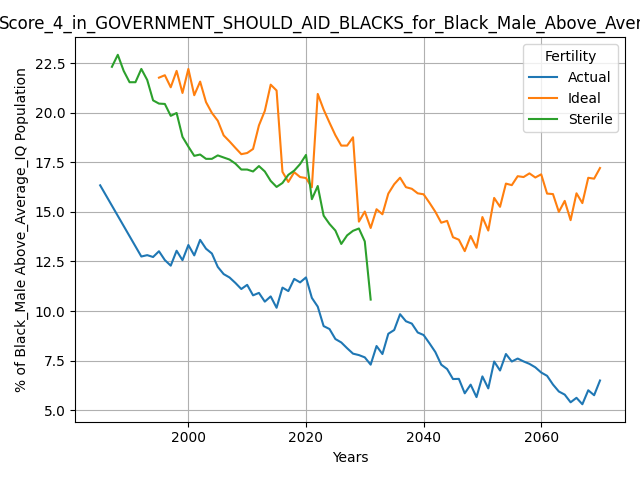 Score_4_in_GOVERNMENT_SHOULD_AID_BLACKS_for_Black_Male_Above_Aver
Fertility
Actual
Ideal
Sterile
% of Black_Male Above_Average_IQ Population
22.5
20.0
17.5
15.0
12.5
10.0
7.5
5.0
2000
2020
2040
2060
Years